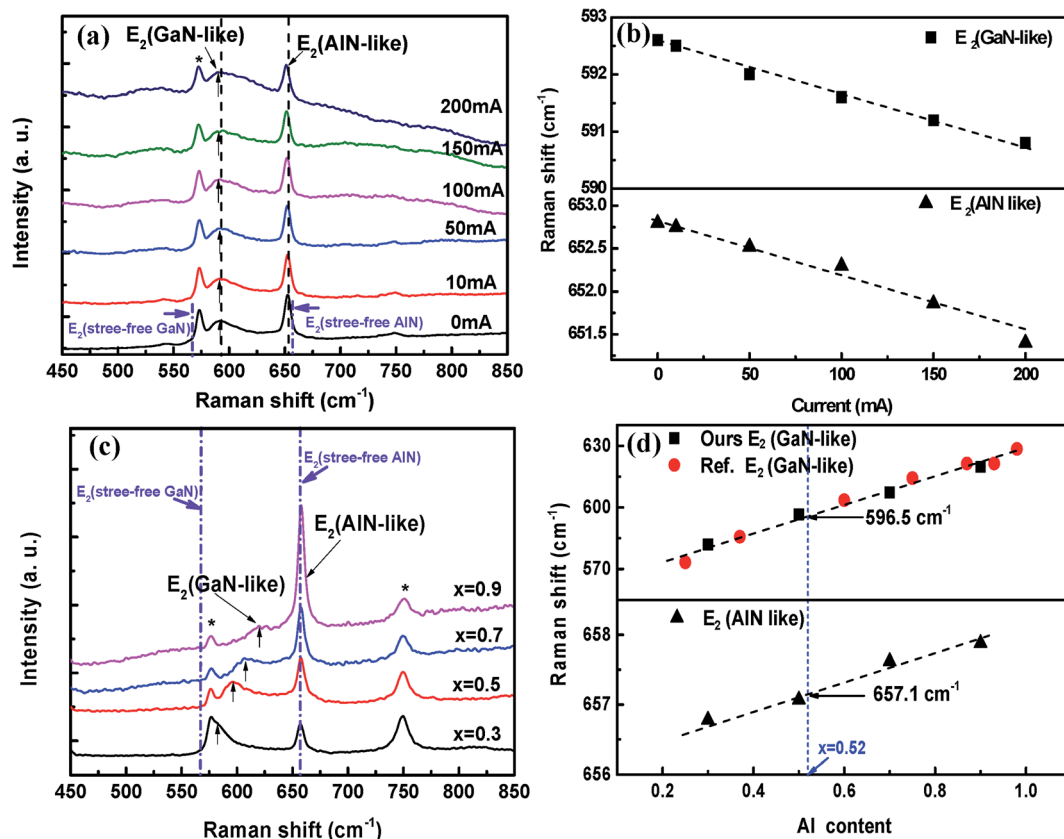 (a)
E2(GaN-like)
E2(AlN-like)
*
200mA
150mA
100mA
50mA
10mA
0mA
E2(stree-free GaN)
E2(stree-free AlN)
Intensity (a. u.)
450 500 550 600 650 700 750 800 850
Raman shift (cm-1)
(b)
E2(GaN-like)
593
592
591
590
E2(AlN like)
653.0
652.5
652.0
651.5
Raman shift (cm-1)
0 50 100 150 200
Current (mA)
(c)
E2(stree-free AlN)
E2(stree-free GaN)
E2(AlN-like)
E2(GaN-like)
*
*
x=0.9
x=0.7
x=0.5
x=0.3
Intensity (a. u.)
450 500 550 600 650 700 750 800 850
Raman shift (cm-1)
(d)
Ours E2 (GaN-like)
Ref. E2 (GaN-like)
630
600
570
596.5 cm-1
E2 (AlN like)
658
657
656
657.1 cm-1
x=0.52
Raman shift (cm-1)
0.2 0.4 0.6 0.8 1.0
Al content